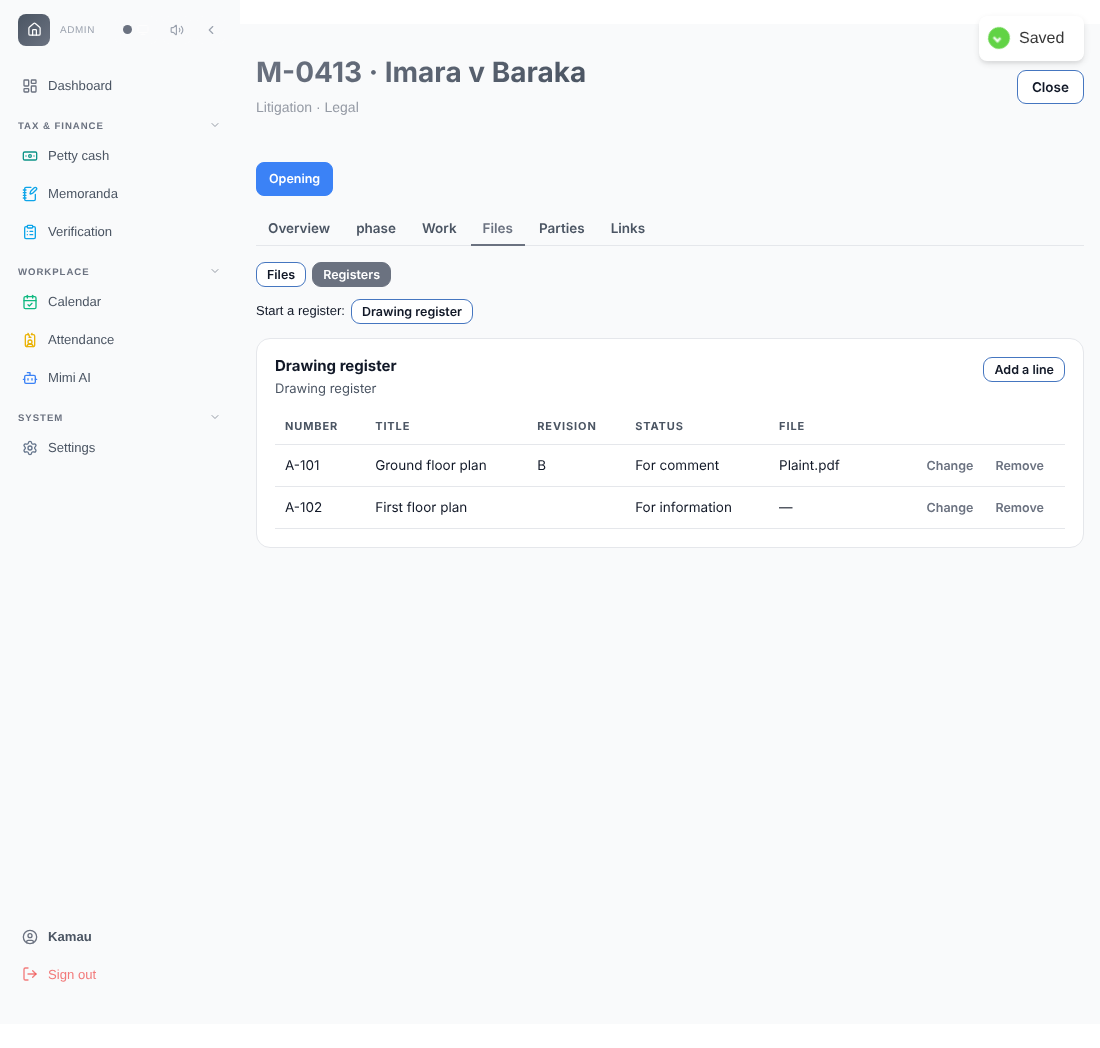 ADMIN
Dashboard
TAX & FINANCE
Petty cash
Memoranda
Verification
WORKPLACE
Calendar
Attendance
Mimi AI
SYSTEM
Settings
Kamau
Sign out
Saved
M-0413 · Imara v Baraka
Close
Litigation · Legal
Opening
Overview phase Work Files Parties Links
Files Registers
Start a register: Drawing register
Drawing register
Add a line
Drawing register
NUMBER TITLE REVISION STATUS FILE
A-101 Ground floor plan B For comment Plaint.pdf Change Remove
A-102 First floor plan For information — Change Remove